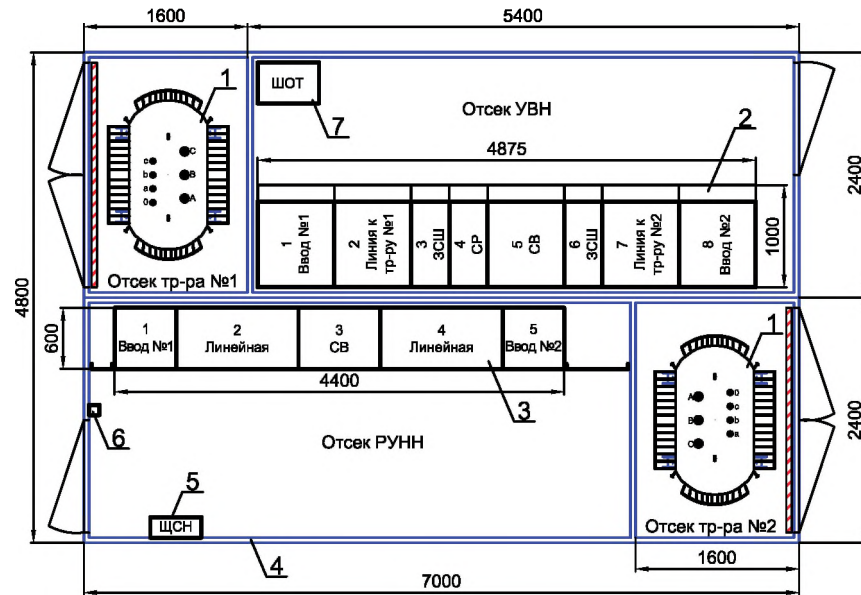 1600
5400
ШОТ
7
Отсек УВН
1
2
4875
c
b
a
0
C
B
A
1
Ввод №1
2
Линия к
тр-ру №1
3
ЗСШ
4
СР
5
СВ
6
ЗСШ
7
Линия к
тр-ру №2
8
Ввод №2
1000
2400
Отсек тр-ра №1
4800
600
1
Ввод №1
2
Линейная
3
СВ
4
Линейная
5
Ввод №2
3
4400
1
A
B
C
0
c
b
a
2400
6
Отсек РУНН
5
ЩСН
4
Отсек тр-ра №2
1600
7000